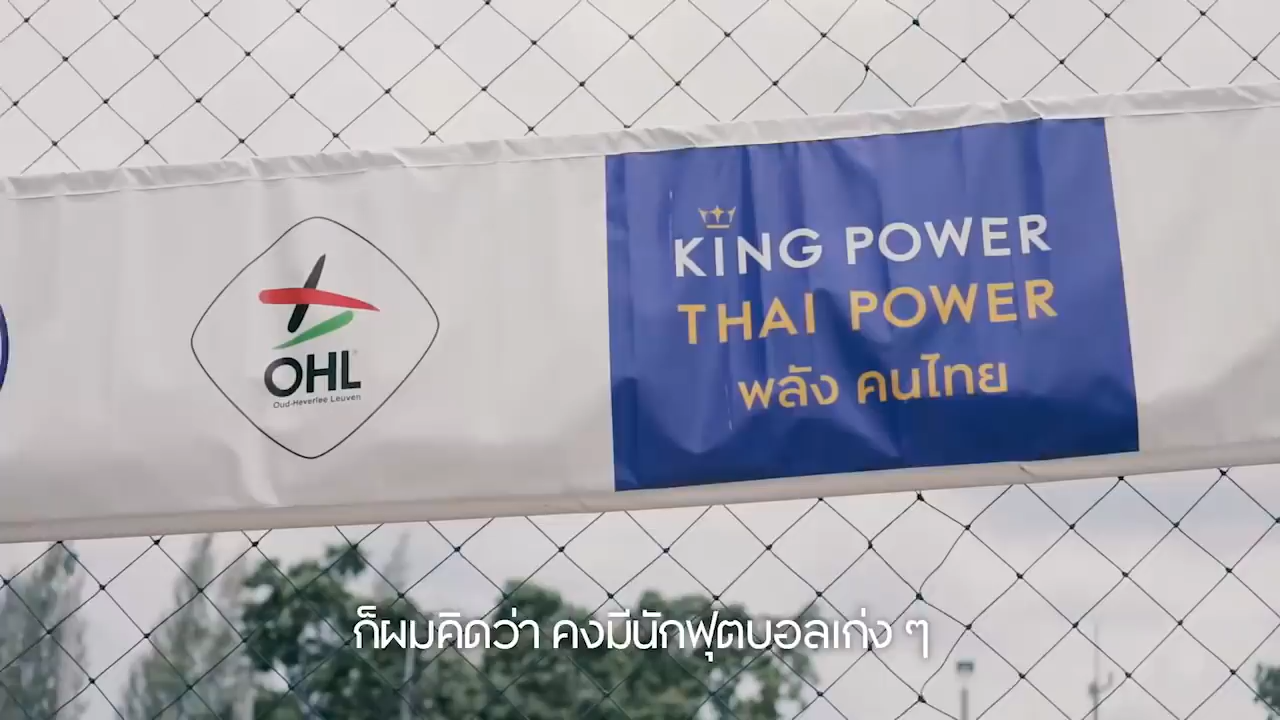 OHL
Oud-Heverlee Leuven
KING POWER
THAI POWER
พลัง คนไทย
ก็ผมคิดว่า คงมีนักฟุตบอลเก่ง ๆ